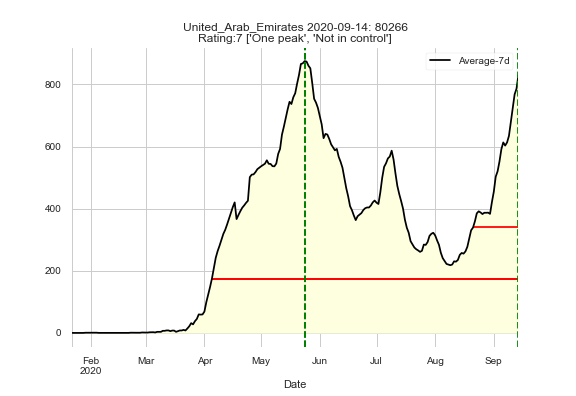 United_Arab_Emirates 2020-09-14: 80266
Rating:7 ['One peak', 'Not in control']
Average-7d
800
600
400
200
0
Feb Mar Apr May Jun Jul Aug Sep
2020
Date